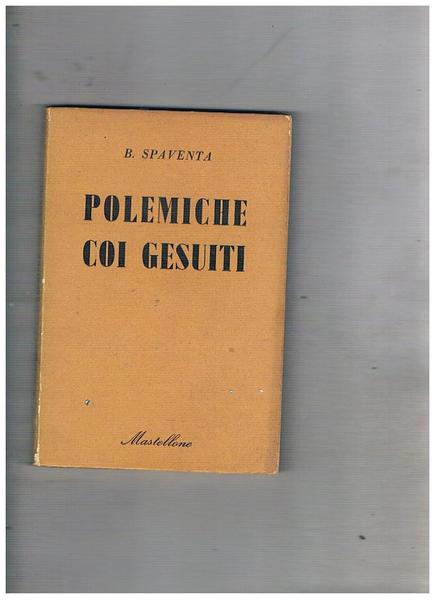 B. SPAVENTA
POLEMICHE
COI GESUITI
Mastellone